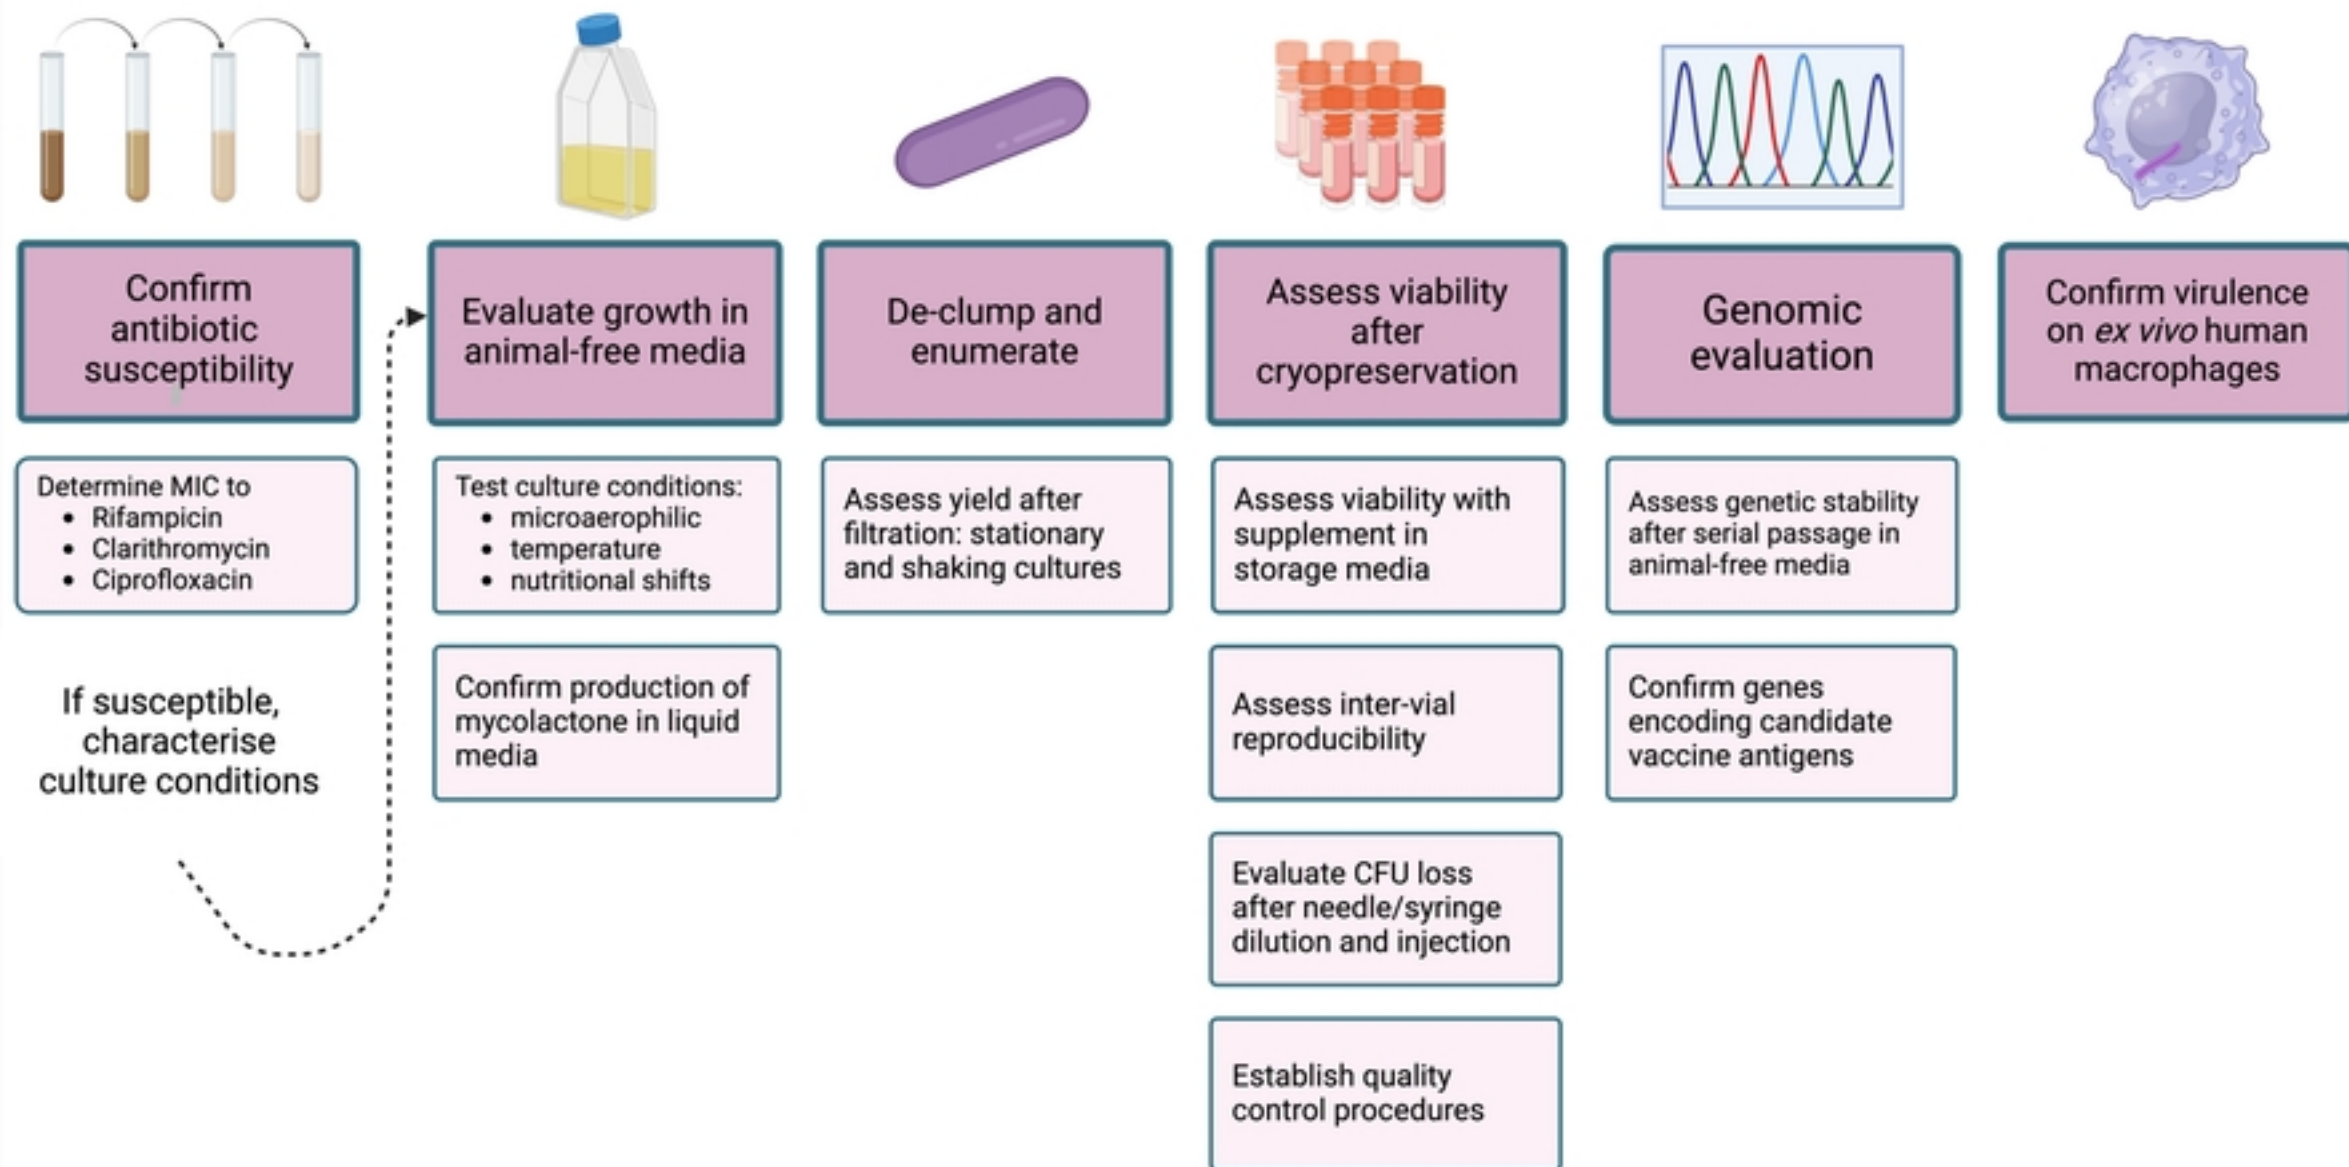 Confirm
antibiotic
susceptibility
Determine MIC to
• Rifampicin
• Clarithromycin
• Ciprofloxacin
If susceptible,
characterise
culture conditions
Evaluate growth in
animal-free media
Test culture conditions:
• microaerophilic
• temperature
• nutritional shifts
Confirm production of
mycolactone in liquid
media
De-clump and
enumerate
Assess yield after
filtration: stationary
and shaking cultures
Assess viability
after
cryopreservation
Assess viability with
supplement in
storage media
Assess inter-vial
reproducibility
Evaluate CFU loss
after needle/syringe
dilution and injection
Establish quality
control procedures
Genomic
evaluation
Assess genetic stability
after serial passage in
animal-free media
Confirm genes
encoding candidate
vaccine antigens
Confirm virulence
on ex vivo human
macrophages